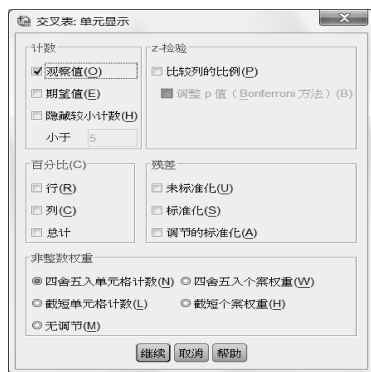 交叉表: 单元显示
计数
观察值(O)
期望值(E)
隐藏较小计数(H)
小于 5
z-检验
比较列的比例(P)
调整 p 值（Bonferroni 方法）(B)
百分比(C)
行(R)
列(C)
总计
残差
未标准化(U)
标准化(S)
调节的标准化(A)
非整数权重
四舍五入单元格计数(N) 四舍五入个案权重(W)
截短单元格计数(L) 截短个案权重(H)
无调节(M)
继续 取消 帮助